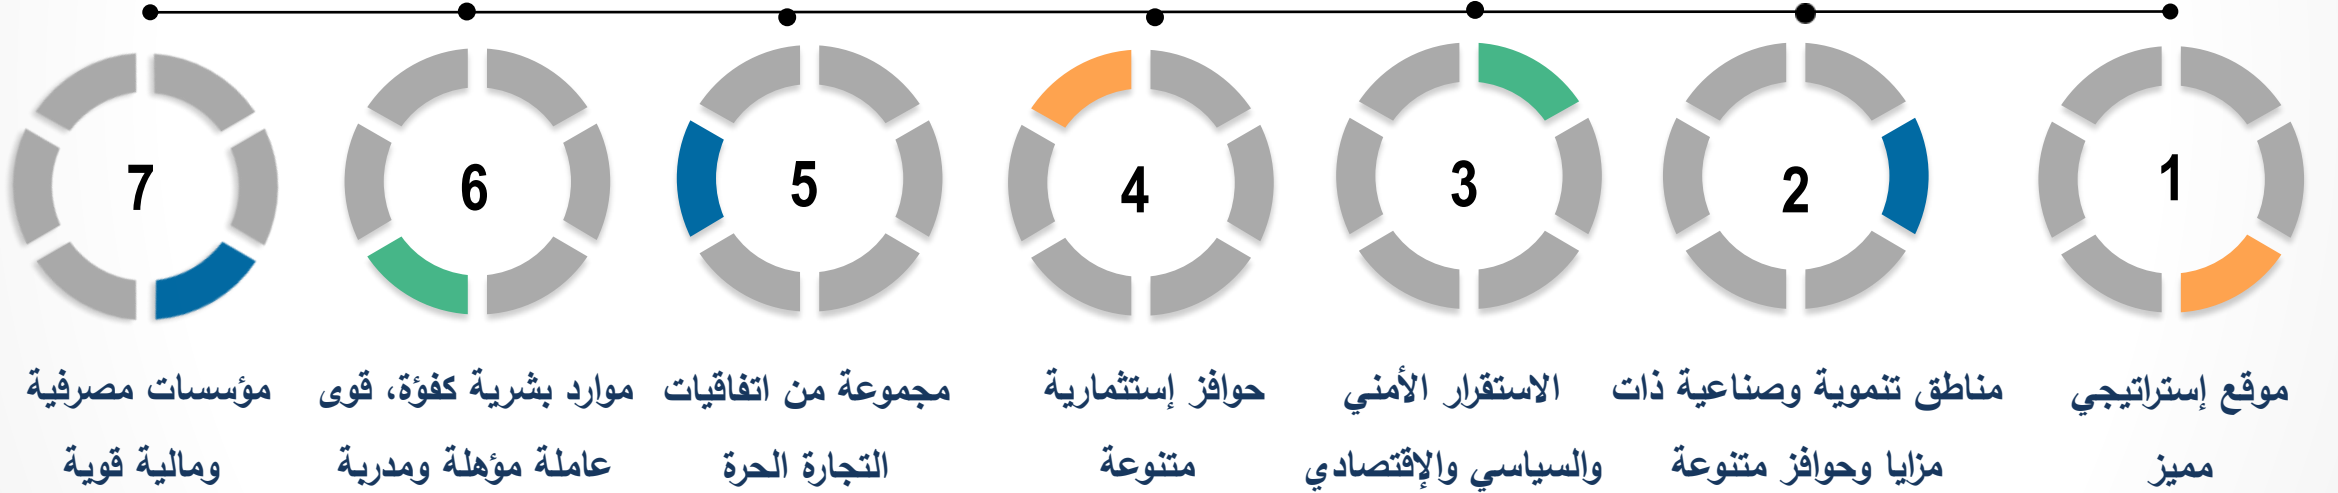 1
موقع إستراتيجي
مميز
2
مناطق تنموية وصناعية ذات
مزايا وحوافز متنوعة
3
الاستقرار الأمني
والسياسي والإقتصادي
4
حوافز إستثمارية
متنوعة
5
مجموعة من اتفاقيات
التجارة الحرة
6
موارد بشرية كفؤة، قوى
عاملة مؤهلة ومدربة
7
مؤسسات مصرفية
ومالية قوية